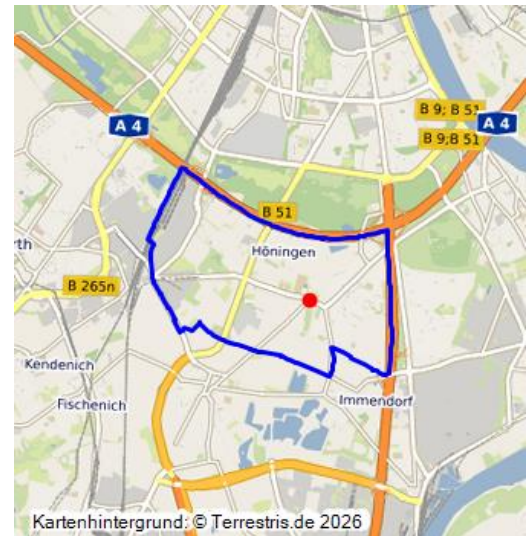 B 9; B 51
A 4
A 4
B 9;B 51
B 51
Höningen
rth
B 265n
Kendenich
Immendorf
Fischenich
Kartenhintergrund: © Terrestris.de 2026